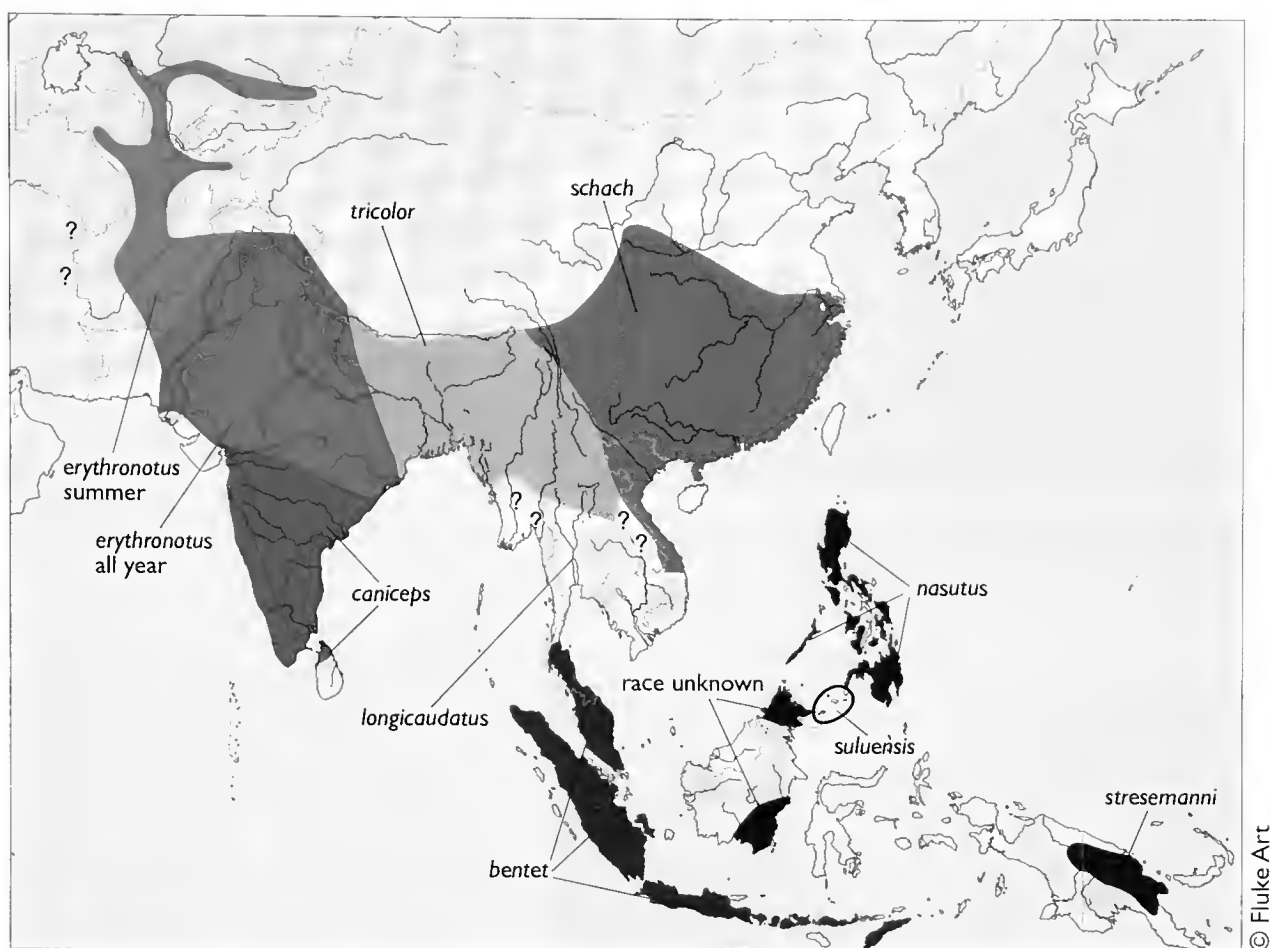 schach
tricolor
?
?
erythronotus
summer
erythronotus
all year
caniceps
?
?
?
?
nasutus
race unknown
longicaudatus
suluensis
stresemanni
bentet
© Fluke Art